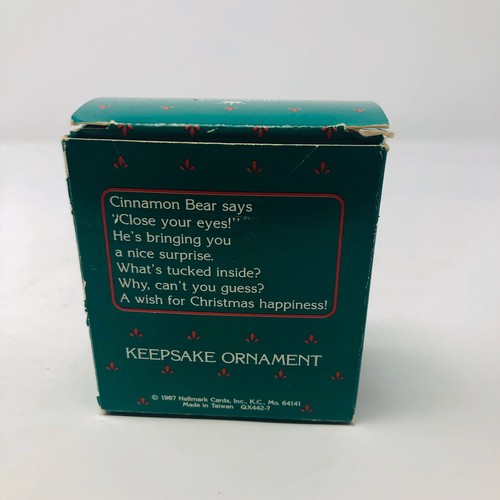 Cinnamon Bear says
"Close your eyes!"
He's bringing you
a nice surprise.
What's tucked inside?
Why, can't you guess?
A wish for Christmas happiness!
KEEPSAKE ORNAMENT
© 1987 Hallmark Cards, Inc., K.C., Mo. 64141
Made in Taiwan QX442-7